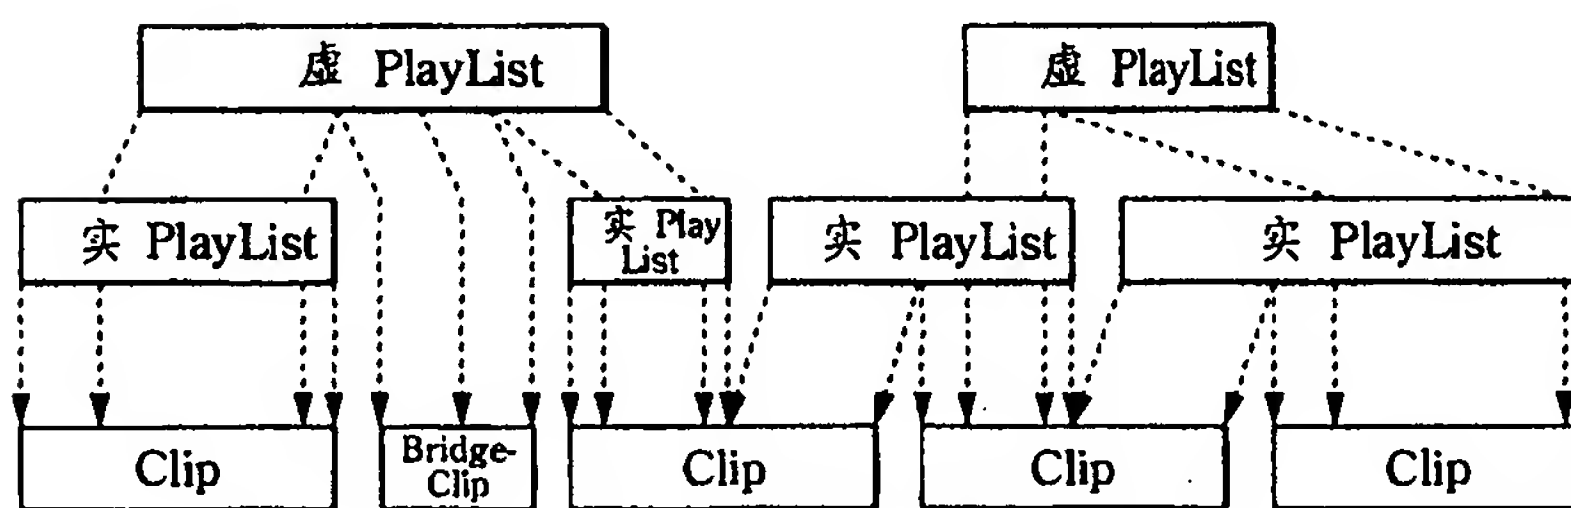 虚 PlayList
虚 PlayList
实 PlayList
实 Play
List
实 PlayList
实 PlayList
Clip
Bridge-
Clip
Clip
Clip
Clip